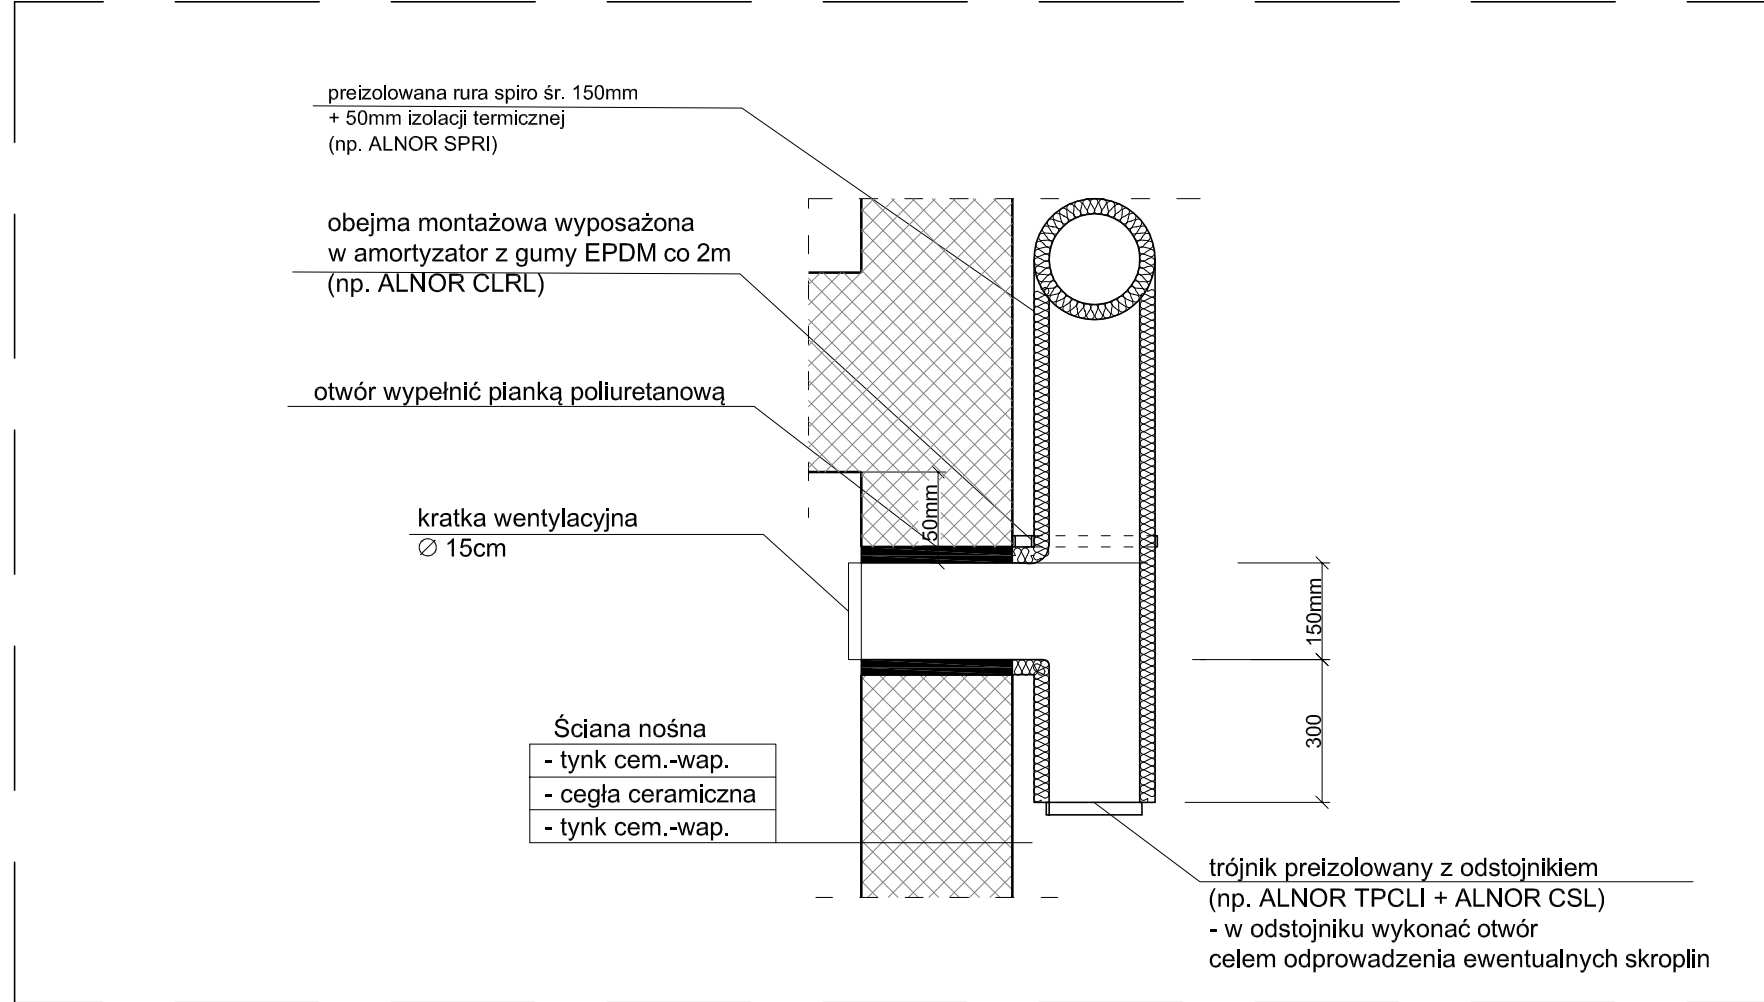 preizolowana rura spiro śr. 150mm
+ 50mm izolacji termicznej
(np. ALNOR SPRI)
obejma montażowa wyposażona
w amortyzator z gumy EPDM co 2m
(np. ALNOR CLRL)
otwór wypełnić pianką poliuretanową
50mm
kratka wentylacyjna
∅ 15cm
150mm
300
Ściana nośna
- tynk cem.-wap.
- cegła ceramiczna
- tynk cem.-wap.
trójnik preizolowany z odstojnikiem
(np. ALNOR TPCLI + ALNOR CSL)
- w odstojniku wykonać otwór
celem odprowadzenia ewentualnych skroplin